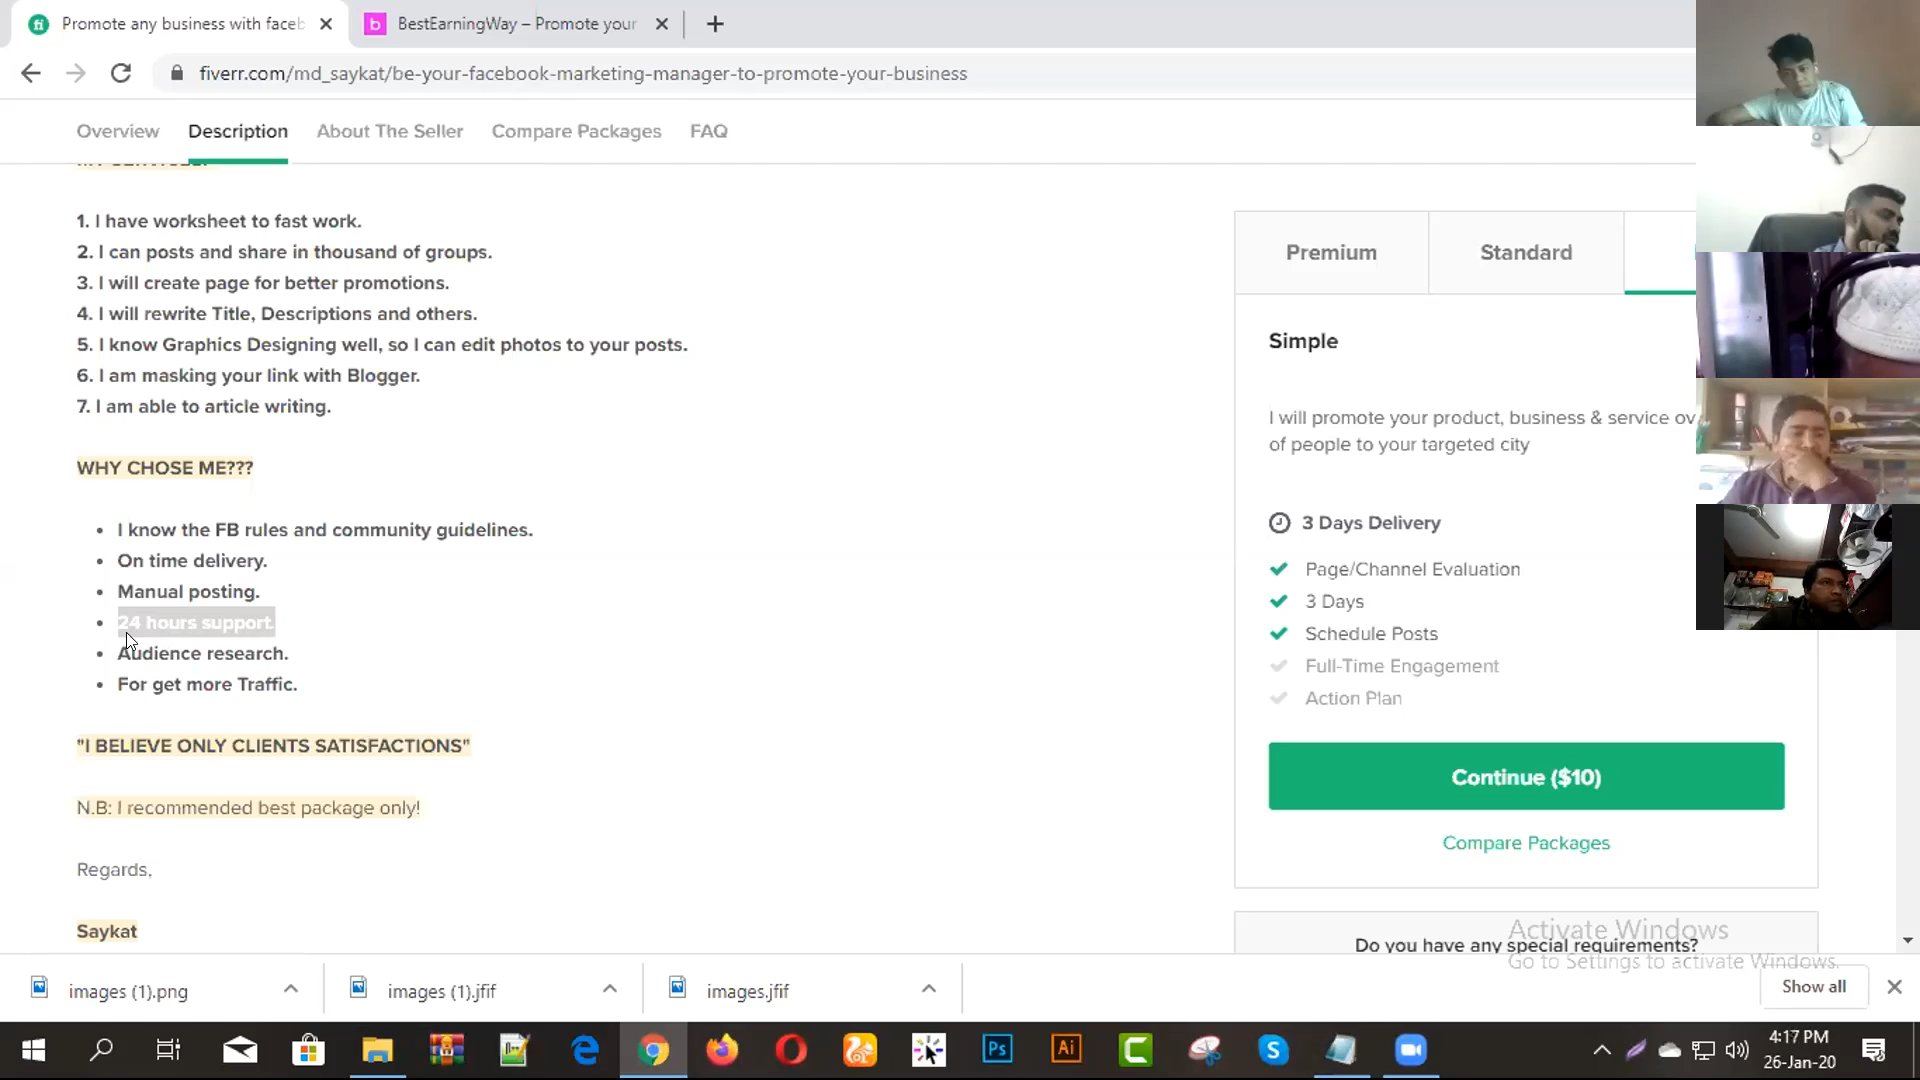 Promote any business with faceb
BestEarningWay – Promote your
fiverr.com/md_saykat/be-your-facebook-marketing-manager-to-promote-your-business
Overview Description About The Seller Compare Packages FAQ
1. I have worksheet to fast work.
2. I can posts and share in thousand of groups.
3. I will create page for better promotions.
4. I will rewrite Title, Descriptions and others.
5. I know Graphics Designing well, so I can edit photos to your posts.
6. I am masking your link with Blogger.
7. I am able to article writing.
WHY CHOSE ME???
• I know the FB rules and community guidelines.
• On time delivery.
• Manual posting.
• 24 hours support.
• Audience research.
• For get more Traffic.
"I BELIEVE ONLY CLIENTS SATISFACTIONS"
N.B: I recommended best package only!
Regards,
Saykat
Premium Standard
Simple
I will promote your product, business & service ov
of people to your targeted city
3 Days Delivery
Page/Channel Evaluation
3 Days
Schedule Posts
Full-Time Engagement
Action Plan
Continue ($10)
Compare Packages
Do you have any special requirements?
Activate Windows
Go to Settings to activate Windows.
images (1).png
images (1).jfif
images.jfif
Show all
4:17 PM
26-Jan-20